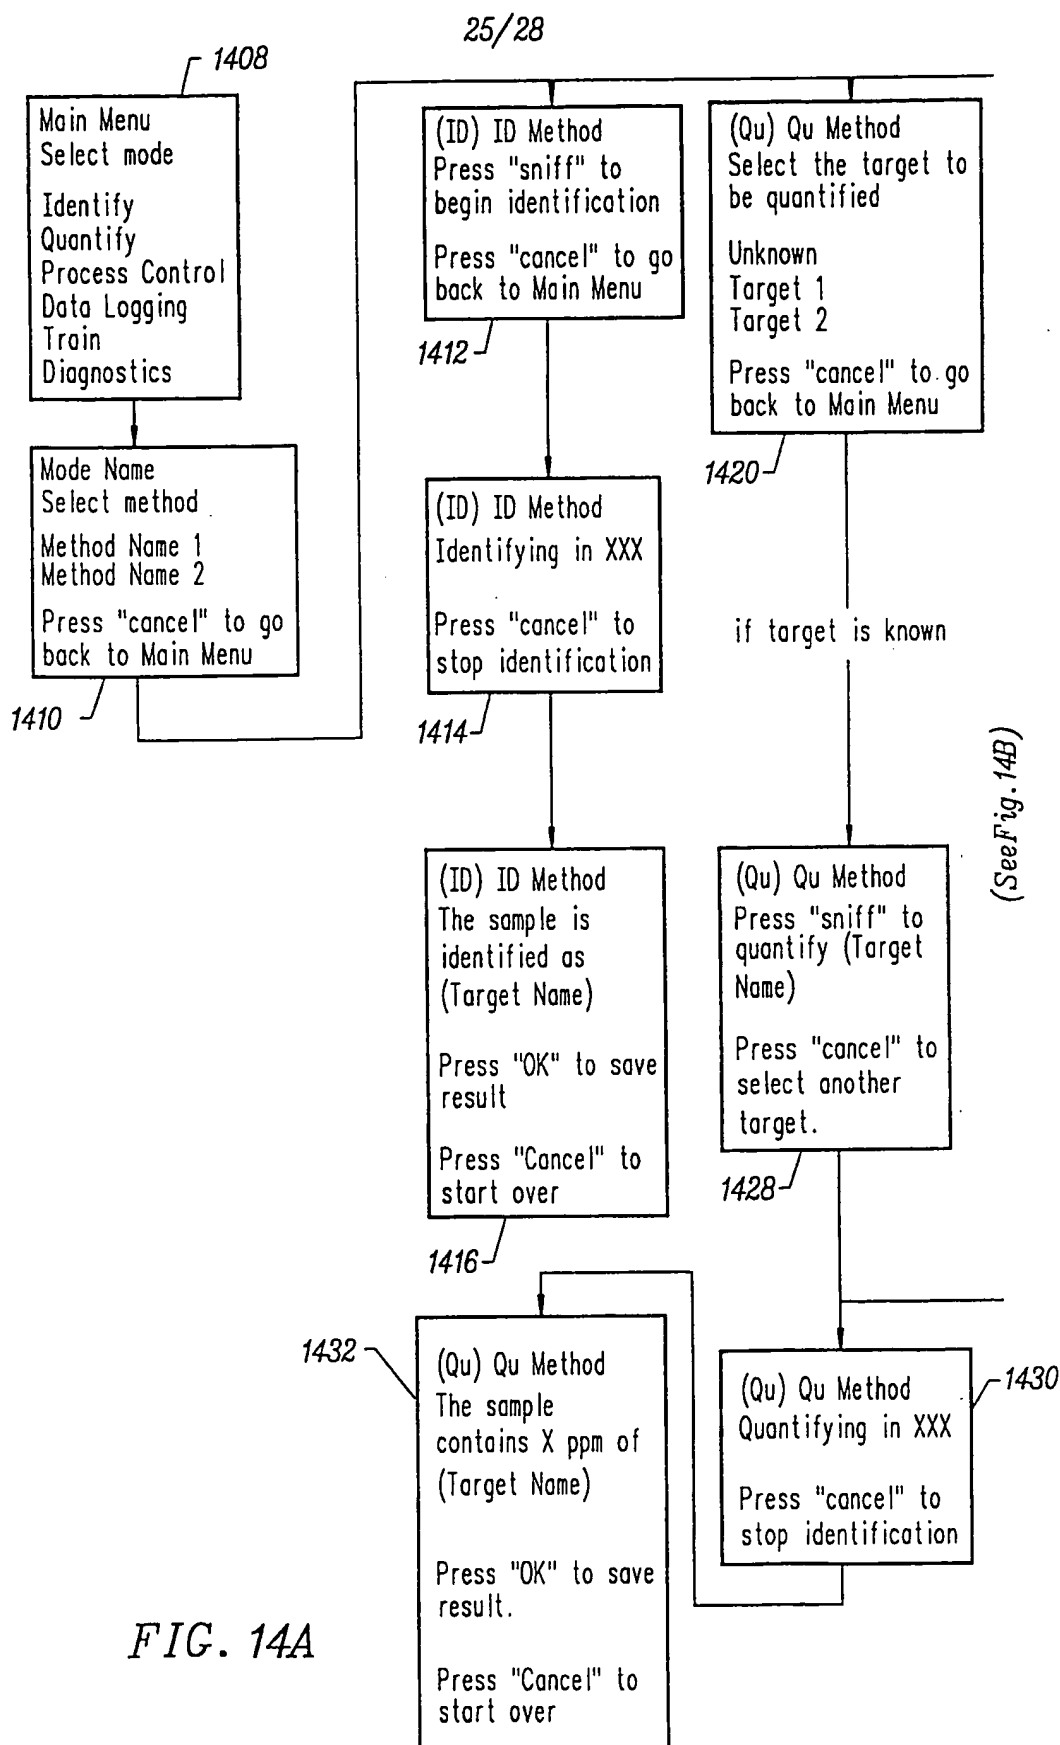 25/28
1408
Main Menu
Select mode
Identify
Quantify
Process Control
Data Logging
Train
Diagnostics
Mode Name
Select method
Method Name 1
Method Name 2
Press "cancel" to go
back to Main Menu
1410
(ID) ID Method
Press "sniff" to
begin identification
Press "cancel" to go
back to Main Menu
1412
(ID) ID Method
Identifying in XXX
Press "cancel" to
stop identification
1414
(ID) ID Method
The sample is
identified as
(Target Name)
Press "OK" to save
result
Press "Cancel" to
start over
1416
(Qu) Qu Method
Select the target to
be quantified
Unknown
Target 1
Target 2
Press "cancel" to go
back to Main Menu
1420
if target is known
(See Fig. 14B)
(Qu) Qu Method
Press "sniff" to
quantify (Target
Name)
Press "cancel" to
select another
target.
1428
(Qu) Qu Method
Quantifying in XXX
Press "cancel" to
stop identification
1430
1432
(Qu) Qu Method
The sample
contains X ppm of
(Target Name)
Press "OK" to save
result.
Press "Cancel" to
start over
FIG. 14A